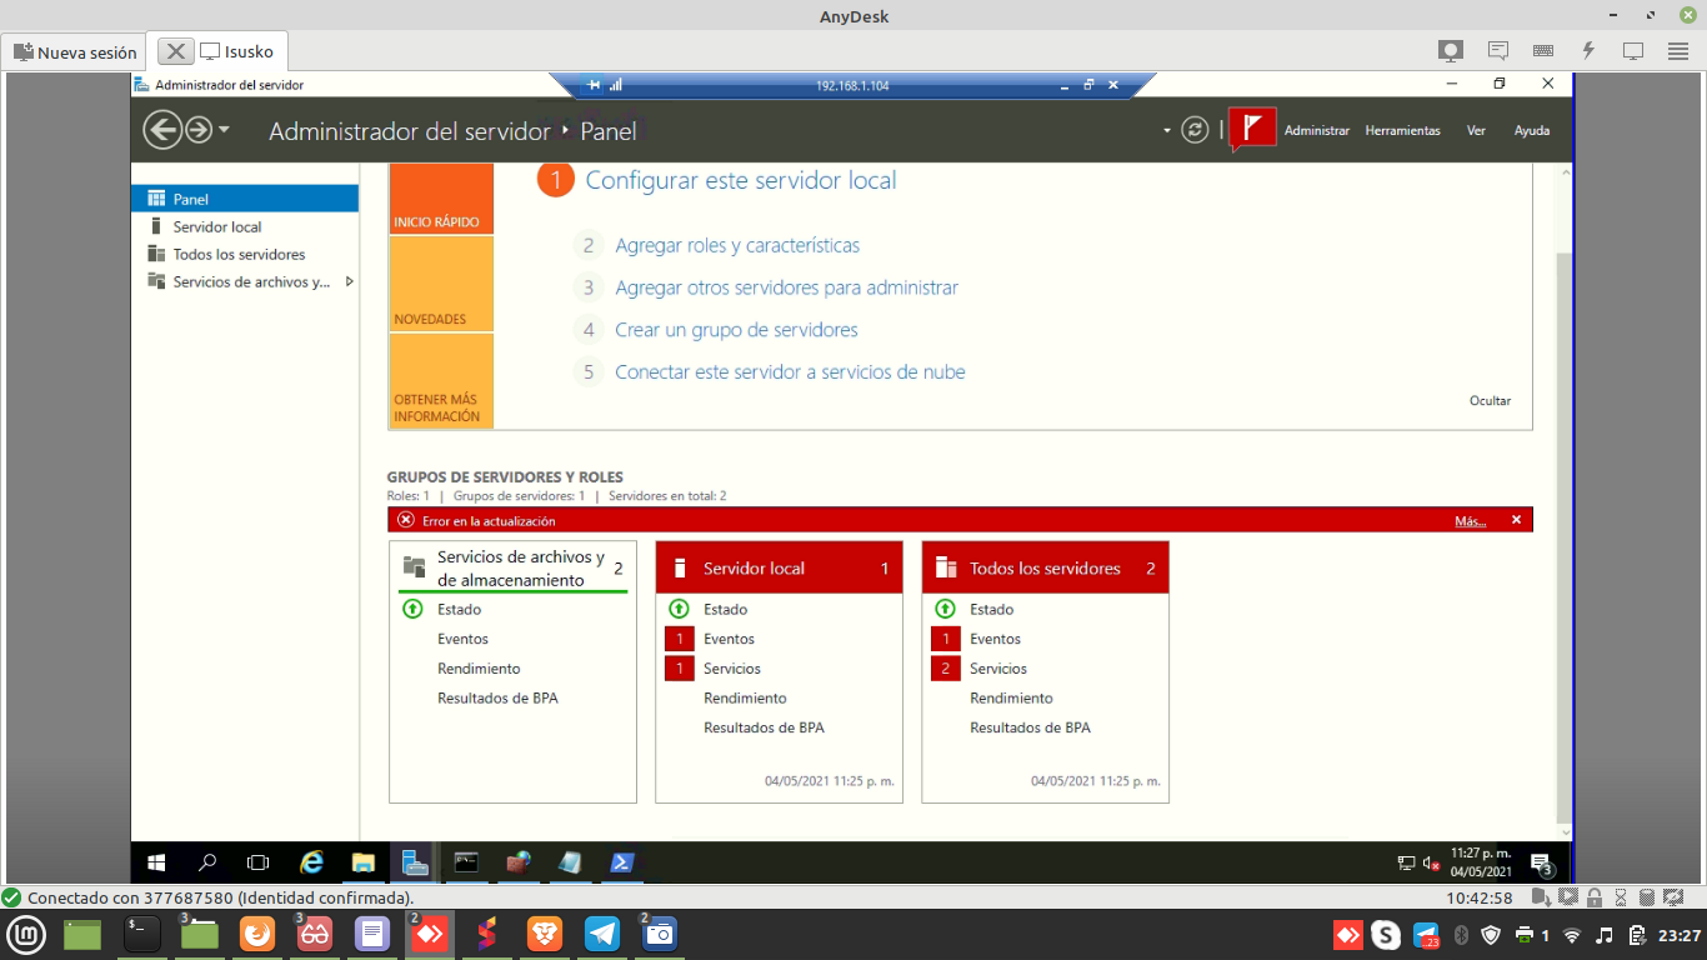 AnyDesk
Nueva sesión
Isusko
Administrador del servidor
192.168.1.104
Administrador del servidor
Panel
Administrar
Herramientas
Ver
Ayuda
Panel
Servidor local
Todos los servidores
Servicios de archivos y...
INICIO RÁPIDO
NOVEDADES
OBTENER MÁS
INFORMACIÓN
1 Configurar este servidor local
2 Agregar roles y características
3 Agregar otros servidores para administrar
4 Crear un grupo de servidores
5 Conectar este servidor a servicios de nube
Ocultar
GRUPOS DE SERVIDORES Y ROLES
Roles: 1 | Grupos de servidores: 1 | Servidores en total: 2
Error en la actualización
Más...
Servicios de archivos y
de almacenamiento
2
Estado
Eventos
Rendimiento
Resultados de BPA
Servidor local 1
Estado
1 Eventos
1 Servicios
Rendimiento
Resultados de BPA
04/05/2021 11:25 p. m.
Todos los servidores 2
Estado
1 Eventos
2 Servicios
Rendimiento
Resultados de BPA
04/05/2021 11:25 p. m.
11:27 p. m.
04/05/2021
3
Conectado con 377687580 (Identidad confirmada).
10:42:58
3
3
2
2
23
1
23:27